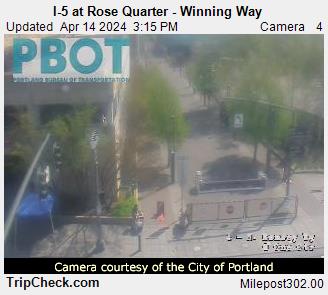 I-5 at Rose Quarter - Winning Way
Updated Apr 14 2024 3:15 PM Camera 4
PBOT
PORTLAND BUREAU OF TRANSPORTATION
Camera courtesy of the City of Portland
TripCheck.com Milepost302.00